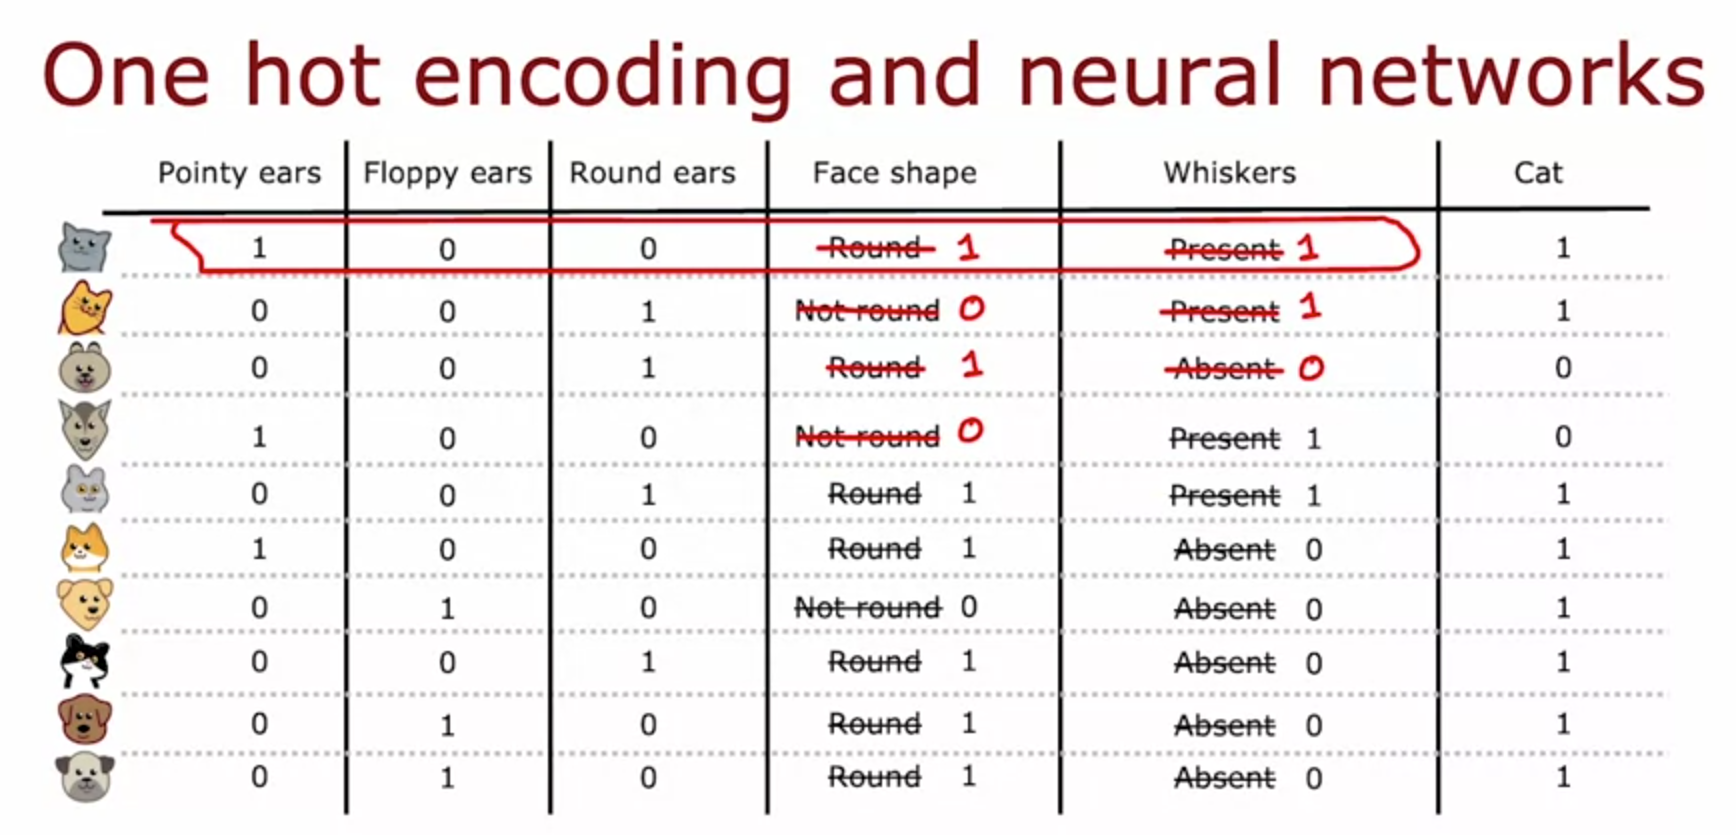 One hot encoding and neural networks
Pointy ears Floppy ears Round ears Face shape Whiskers Cat
1 0 0 Round 1 Present 1 1
0 0 1 Not round 0 Present 1 1
0 0 1 Round 1 Absent 0 0
1 0 0 Not round 0 Present 1 0
0 0 1 Round 1 Present 1 1
1 0 0 Round 1 Absent 0 1
0 1 0 Not round 0 Absent 0 1
0 0 1 Round 1 Absent 0 1
0 1 0 Round 1 Absent 0 1
0 1 0 Round 1 Absent 0 1